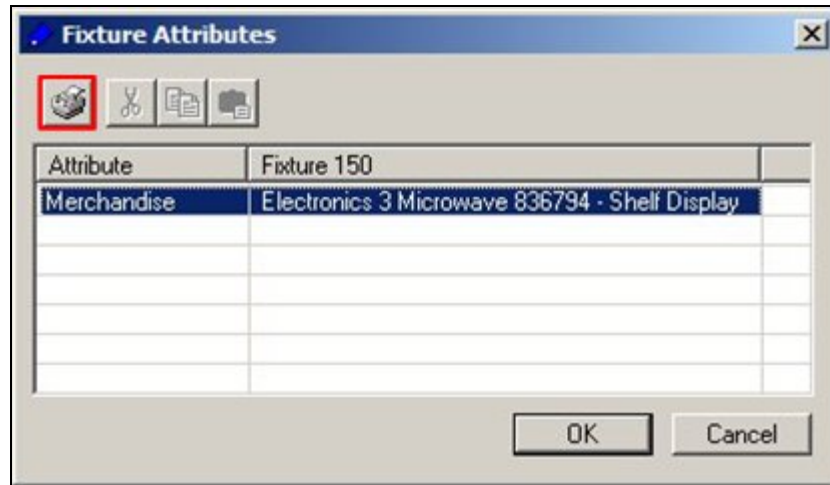 Fixture Attributes
Attribute Fixture 150
Merchandise Electronics 3 Microwave 836794 - Shelf Display
OK Cancel